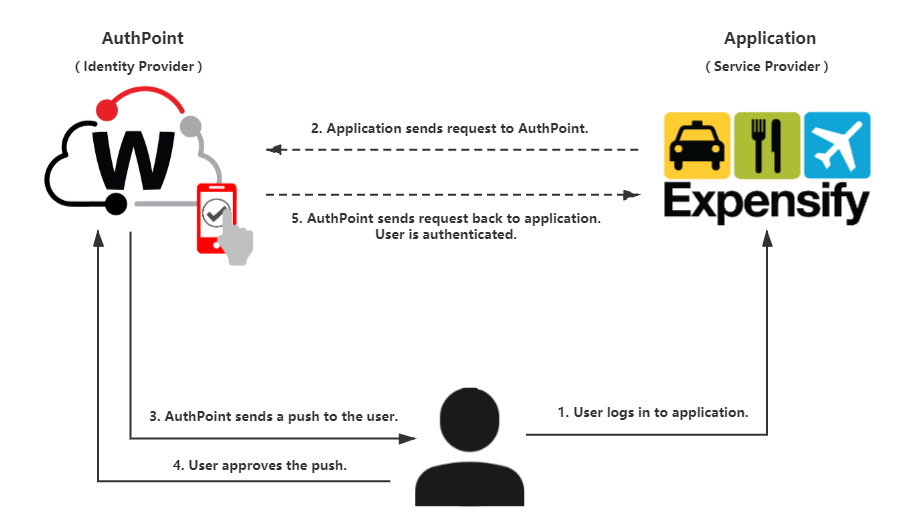 AuthPoint
( Identity Provider )
Application
( Service Provider )
W
Expensify
2. Application sends request to AuthPoint.
5. AuthPoint sends request back to application.
User is authenticated.
3. AuthPoint sends a push to the user.
1. User logs in to application.
4. User approves the push.